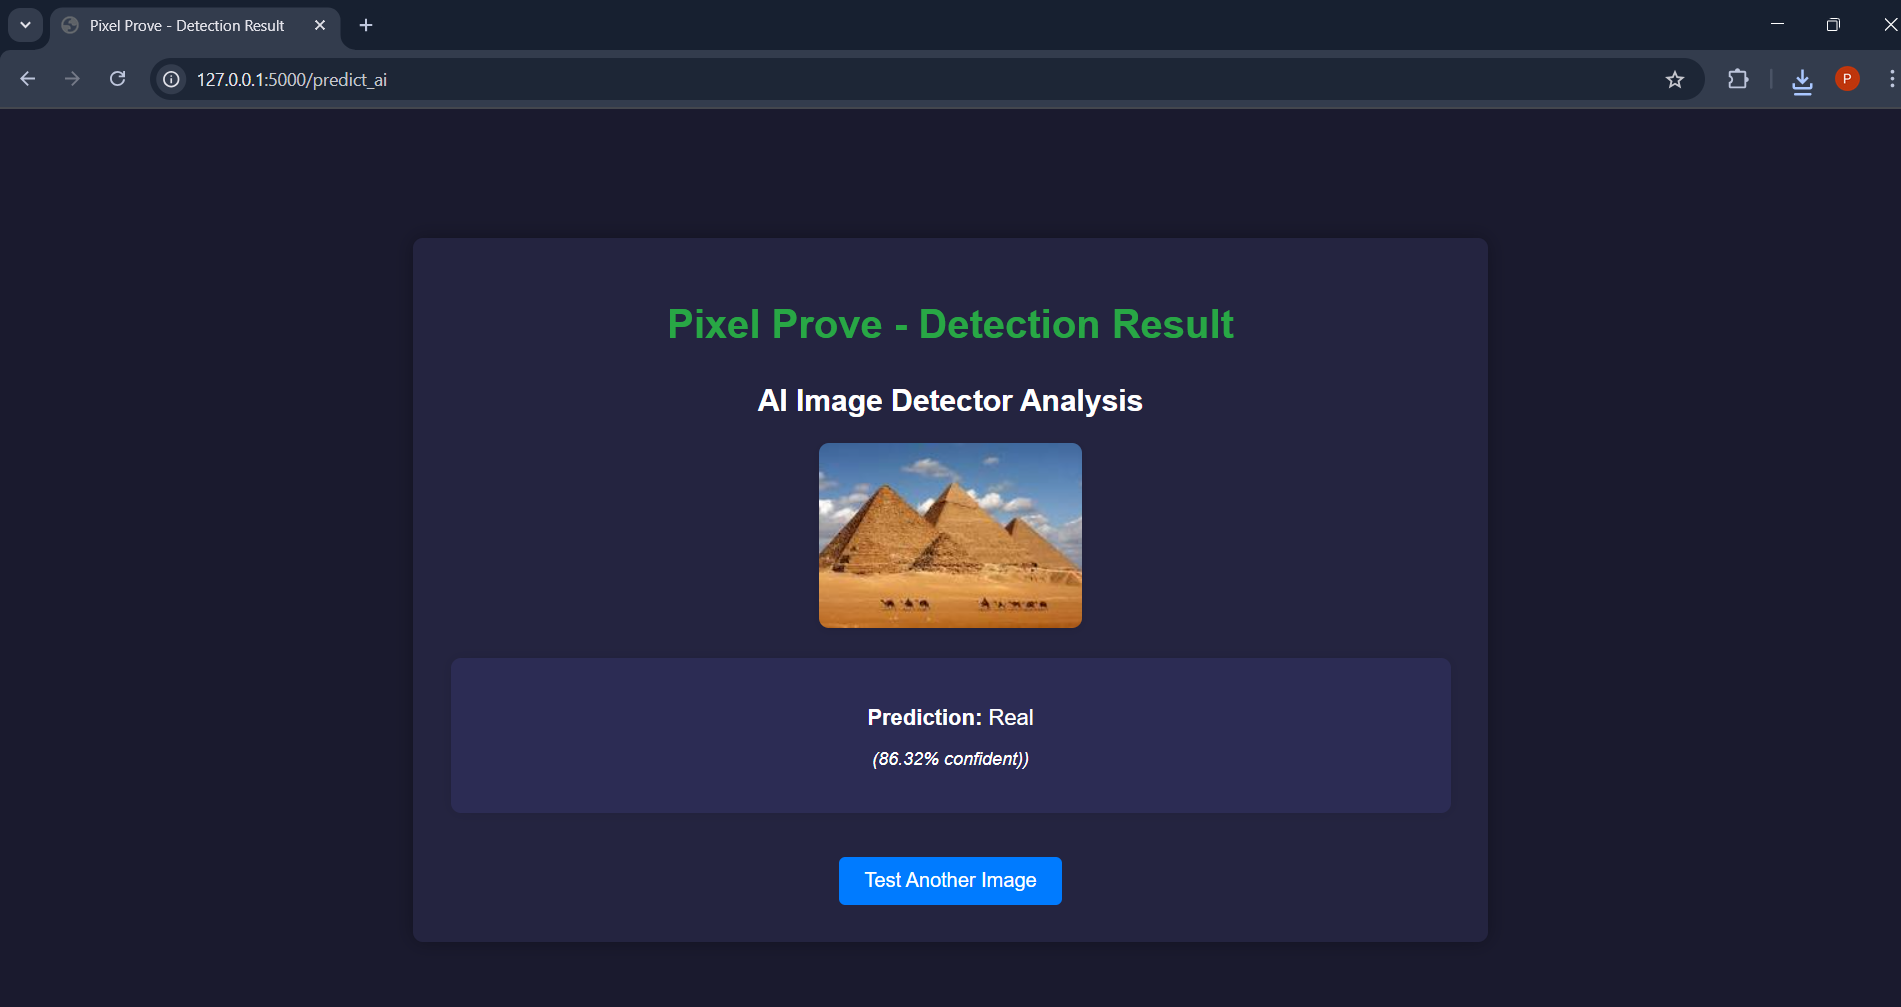 Pixel Prove - Detection Result
127.0.0.1:5000/predict_ai
P
Pixel Prove - Detection Result
AI Image Detector Analysis
Prediction: Real
(86.32% confident))
Test Another Image